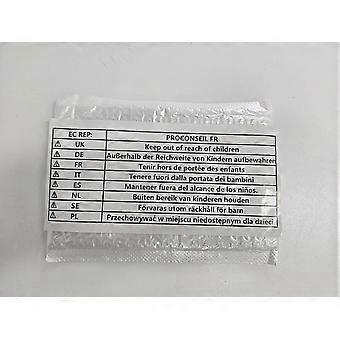 EC REP: PROCONSEIL FR
⚠ UK Keep out of reach of children
⚠ DE Außerhalb der Reichweite von Kindern aufbewahren
⚠ FR Tenir hors de portée des enfants
⚠ IT Tenere fuori dalla portata dei bambini
⚠ ES Mantener fuera del alcance de los niños.
⚠ NL Buiten bereik van kinderen houden
⚠ SE Förvaras utom räckhåll för barn
⚠ PL Przechowywać w miejscu niedostępnym dla dzieci